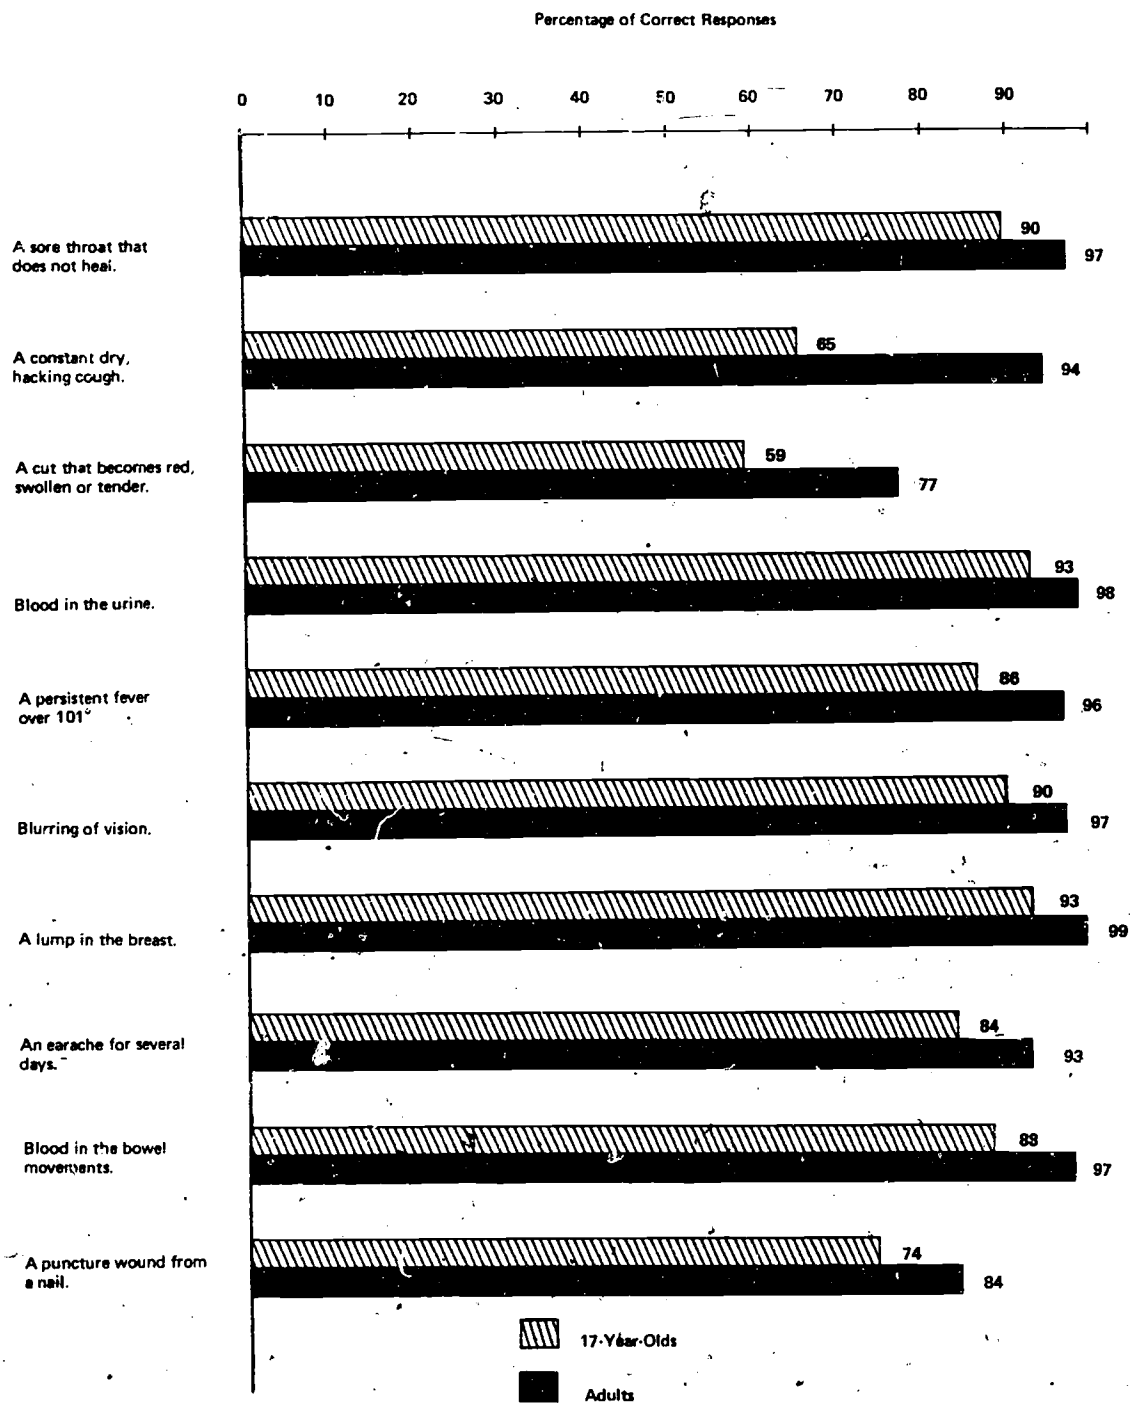 Percentage of Correct Responses
0 10 20 30 40 50 60 70 80 90
A sore throat that
does not heal.
90
97
A constant dry,
hacking cough.
65
94
A cut that becomes red,
swollen or tender.
59
77
Blood in the urine.
93
98
A persistent fever
over 101°
86
96
Blurring of vision.
90
97
A lump in the breast.
93
99
An earache for several
days.
84
93
Blood in the bowel
movements.
88
97
A puncture wound from
a nail.
74
84
17-Year-Olds
Adults